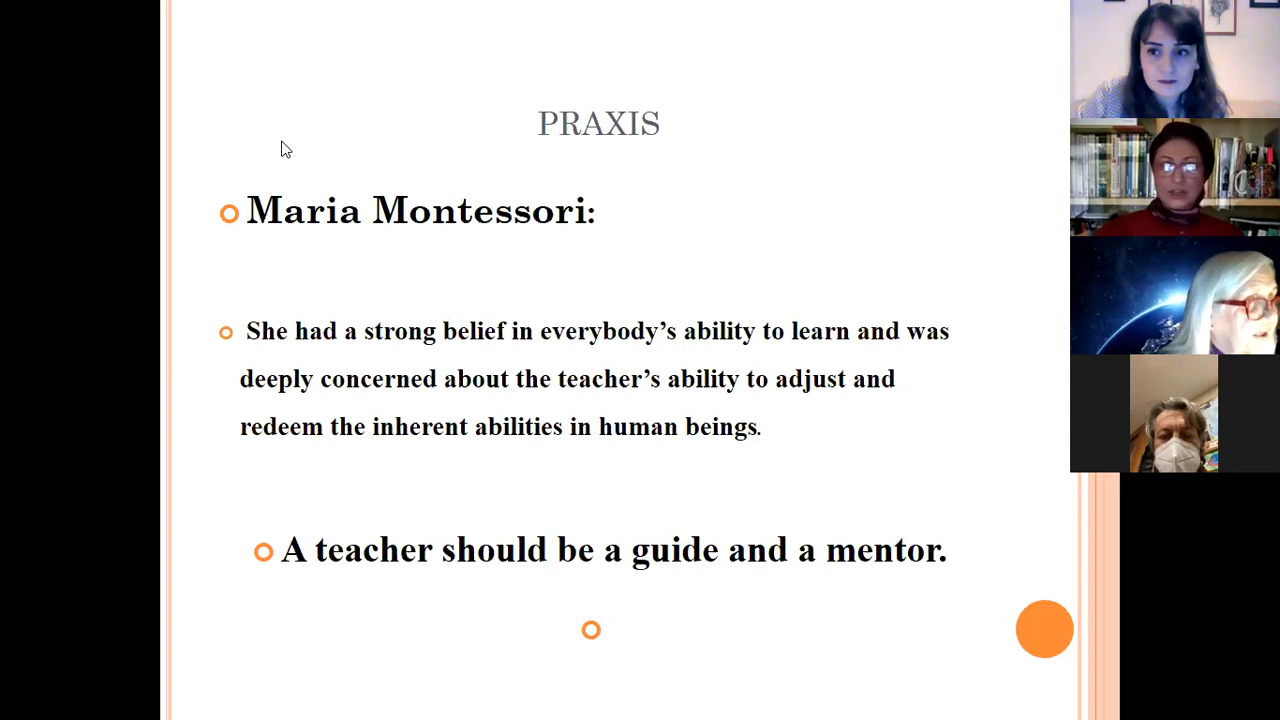 PRAXIS
Maria Montessori:
She had a strong belief in everybody’s ability to learn and was
deeply concerned about the teacher’s ability to adjust and
redeem the inherent abilities in human beings.
A teacher should be a guide and a mentor.